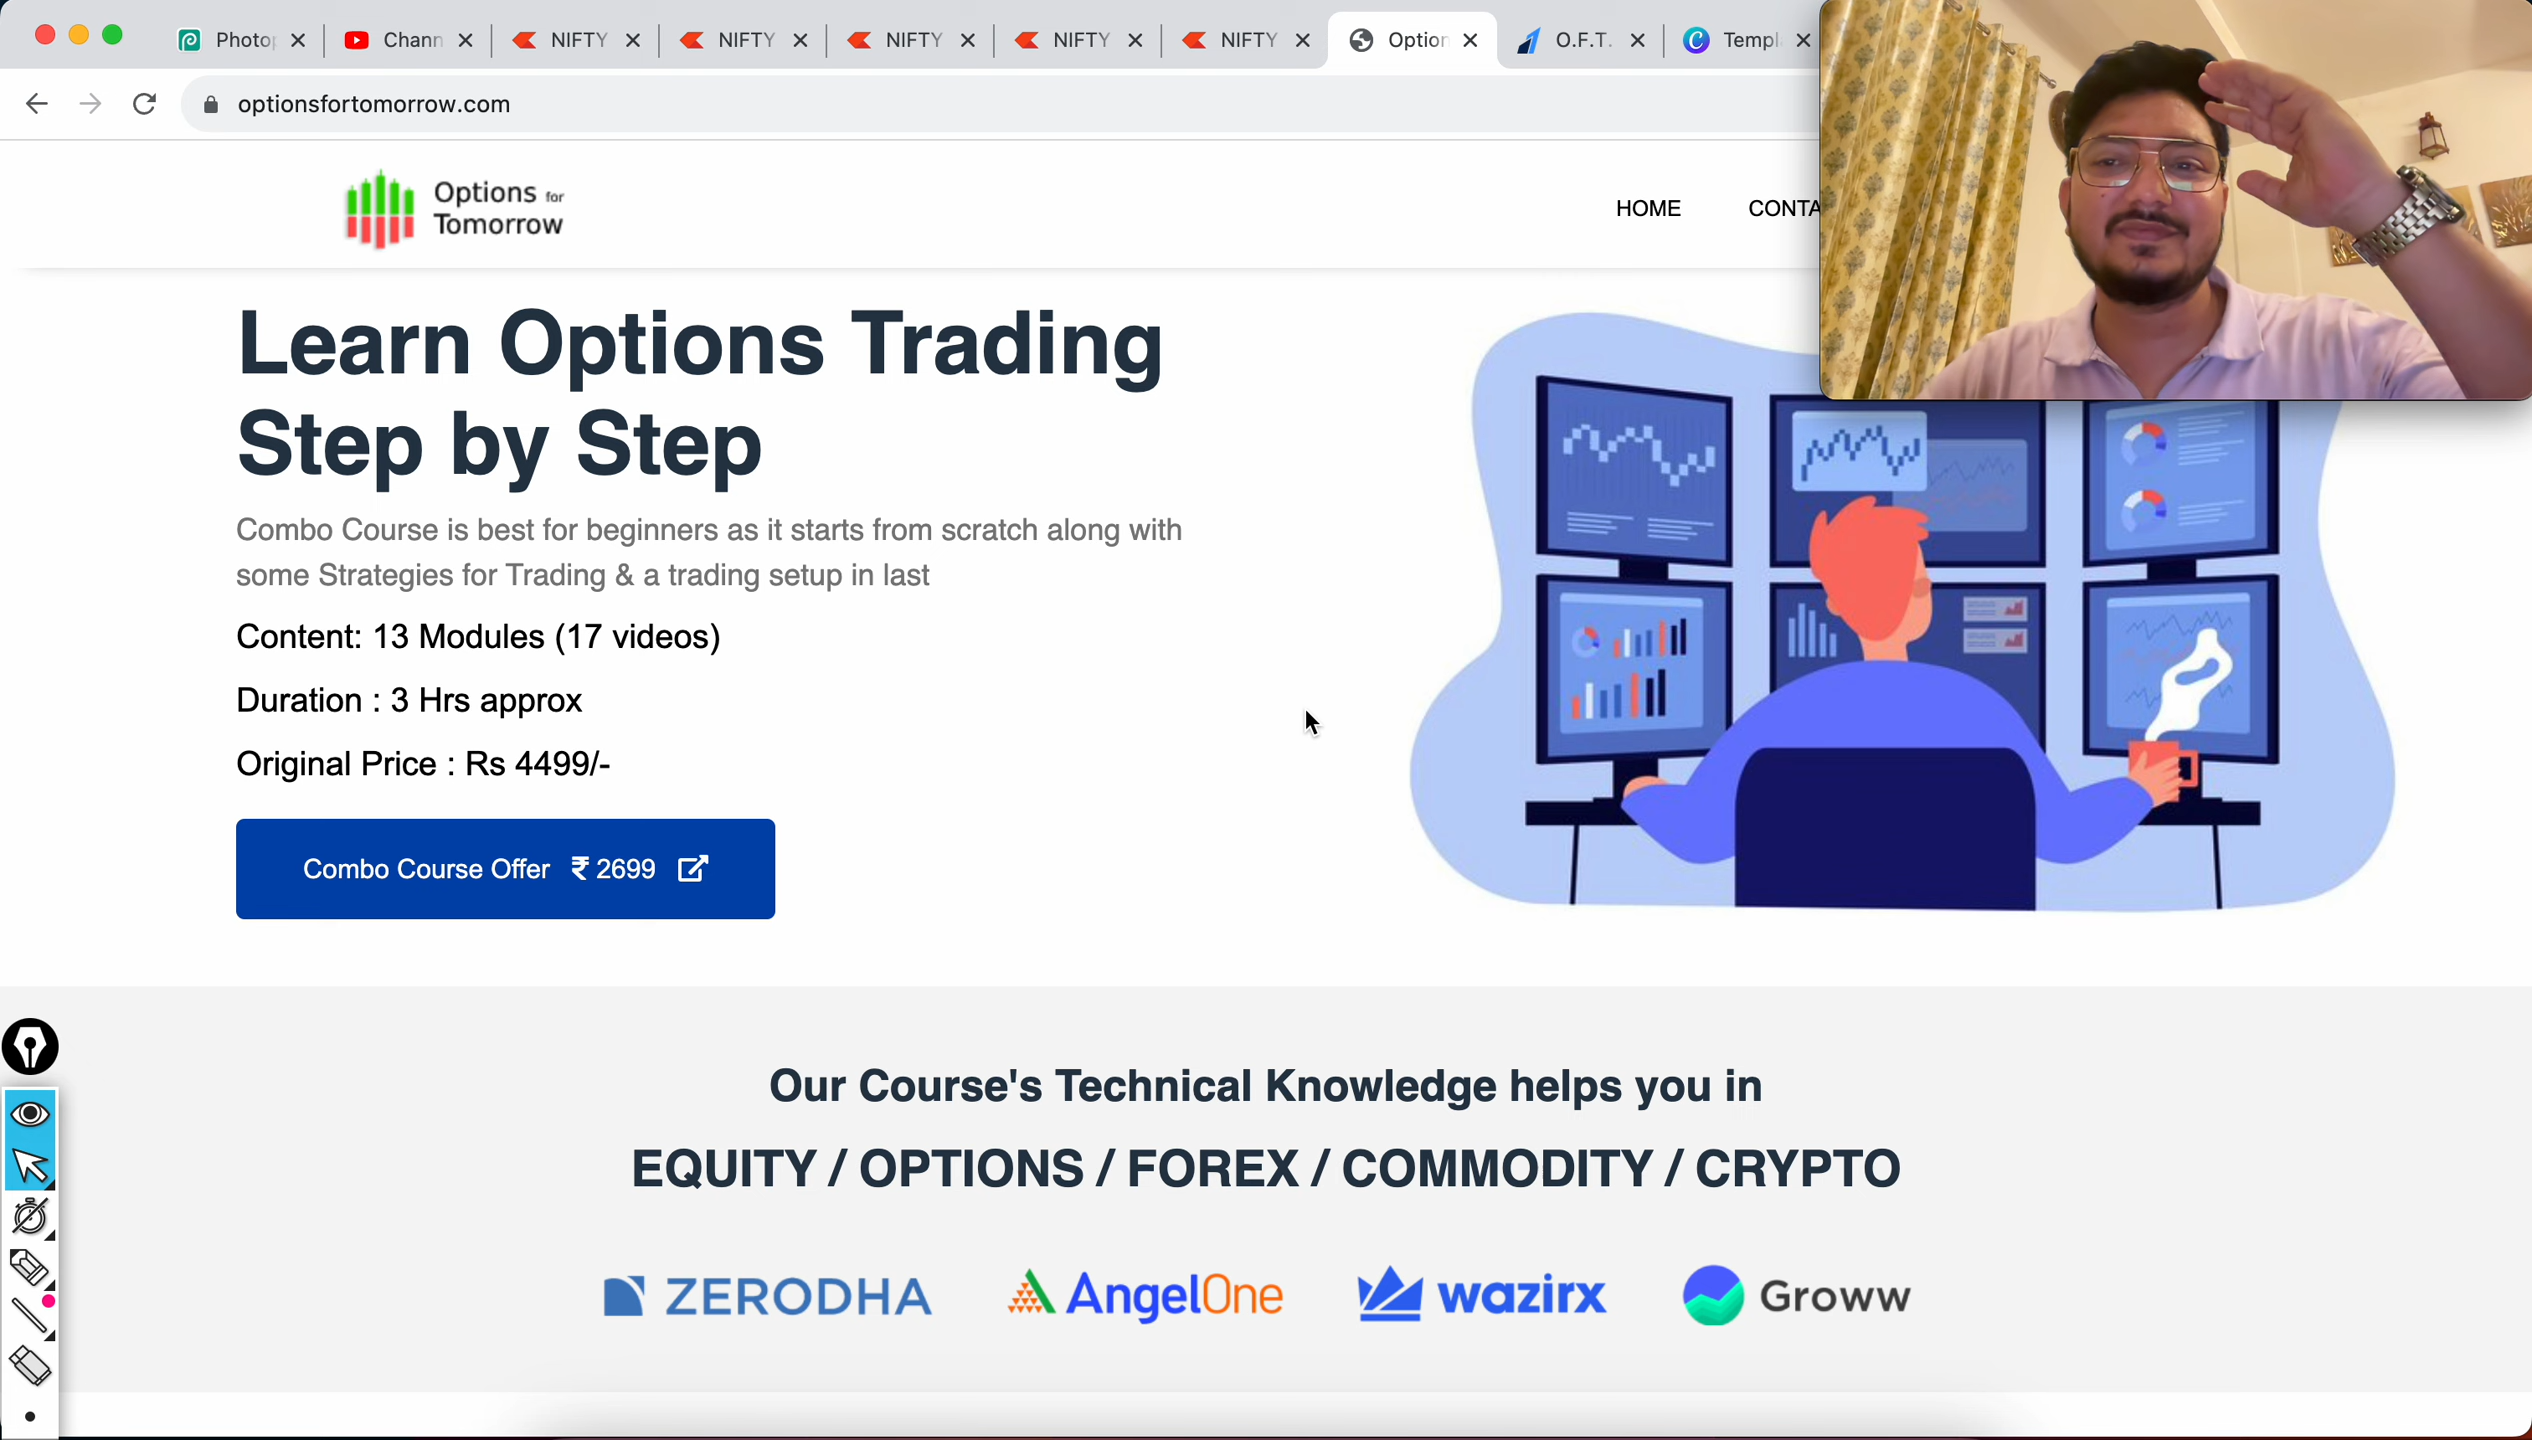 Photop
Chann
NIFTY
NIFTY
NIFTY
NIFTY
NIFTY
Option
O.F.T.
Templ
optionsfortomorrow.com
Options for
Tomorrow
HOME
CONTA
Learn Options Trading
Step by Step
Combo Course is best for beginners as it starts from scratch along with
some Strategies for Trading & a trading setup in last
Content: 13 Modules (17 videos)
Duration : 3 Hrs approx
Original Price : Rs 4499/-
Combo Course Offer ₹ 2699
Our Course's Technical Knowledge helps you in
EQUITY / OPTIONS / FOREX / COMMODITY / CRYPTO
ZERODHA
AngelOne
wazirx
Groww